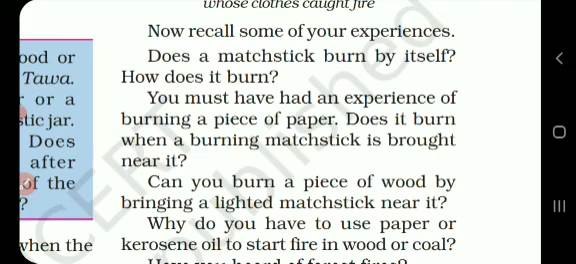 whose clothes caught fire
Now recall some of your experiences.
Does a matchstick burn by itself?
How does it burn?
You must have had an experience of
burning a piece of paper. Does it burn
when a burning matchstick is brought
near it?
Can you burn a piece of wood by
bringing a lighted matchstick near it?
Why do you have to use paper or
kerosene oil to start fire in wood or coal?
or
Tawa.
or a
jar.
Does
after
of the
?
when the